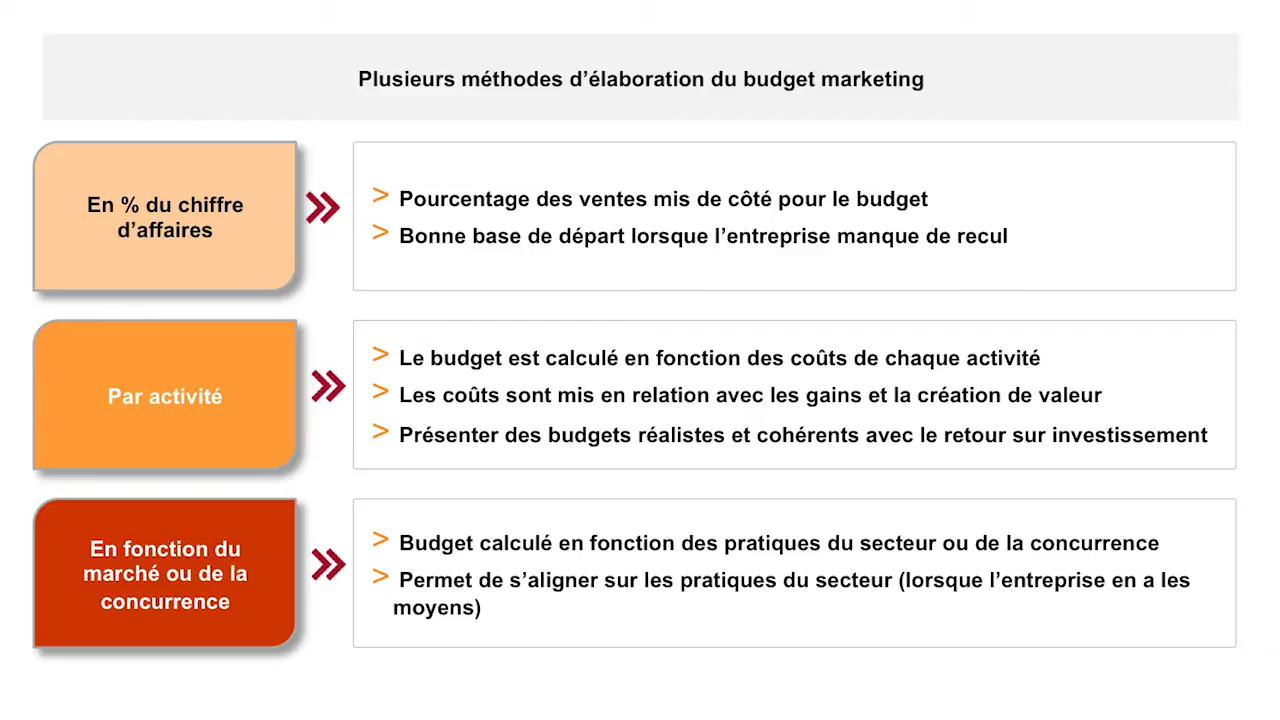 Plusieurs méthodes d’élaboration du budget marketing
En % du chiffre
d’affaires
> Pourcentage des ventes mis de côté pour le budget
> Bonne base de départ lorsque l’entreprise manque de recul
Par activité
> Le budget est calculé en fonction des coûts de chaque activité
> Les coûts sont mis en relation avec les gains et la création de valeur
> Présenter des budgets réalistes et cohérents avec le retour sur investissement
En fonction du
marché ou de la
concurrence
> Budget calculé en fonction des pratiques du secteur ou de la concurrence
> Permet de s’aligner sur les pratiques du secteur (lorsque l’entreprise en a les
moyens)